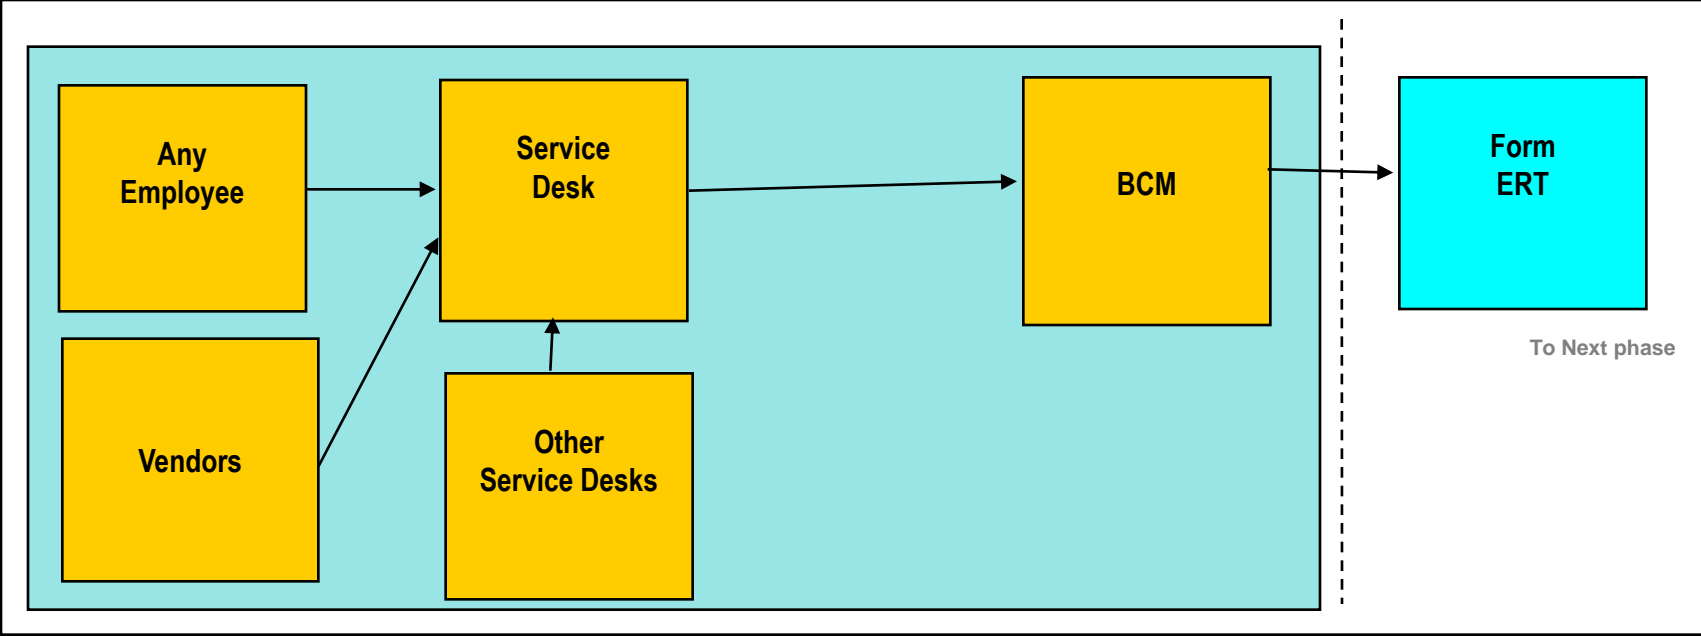 Any
Employee
Service
Desk
BCM
Form
ERT
To Next phase
Vendors
Other
Service Desks